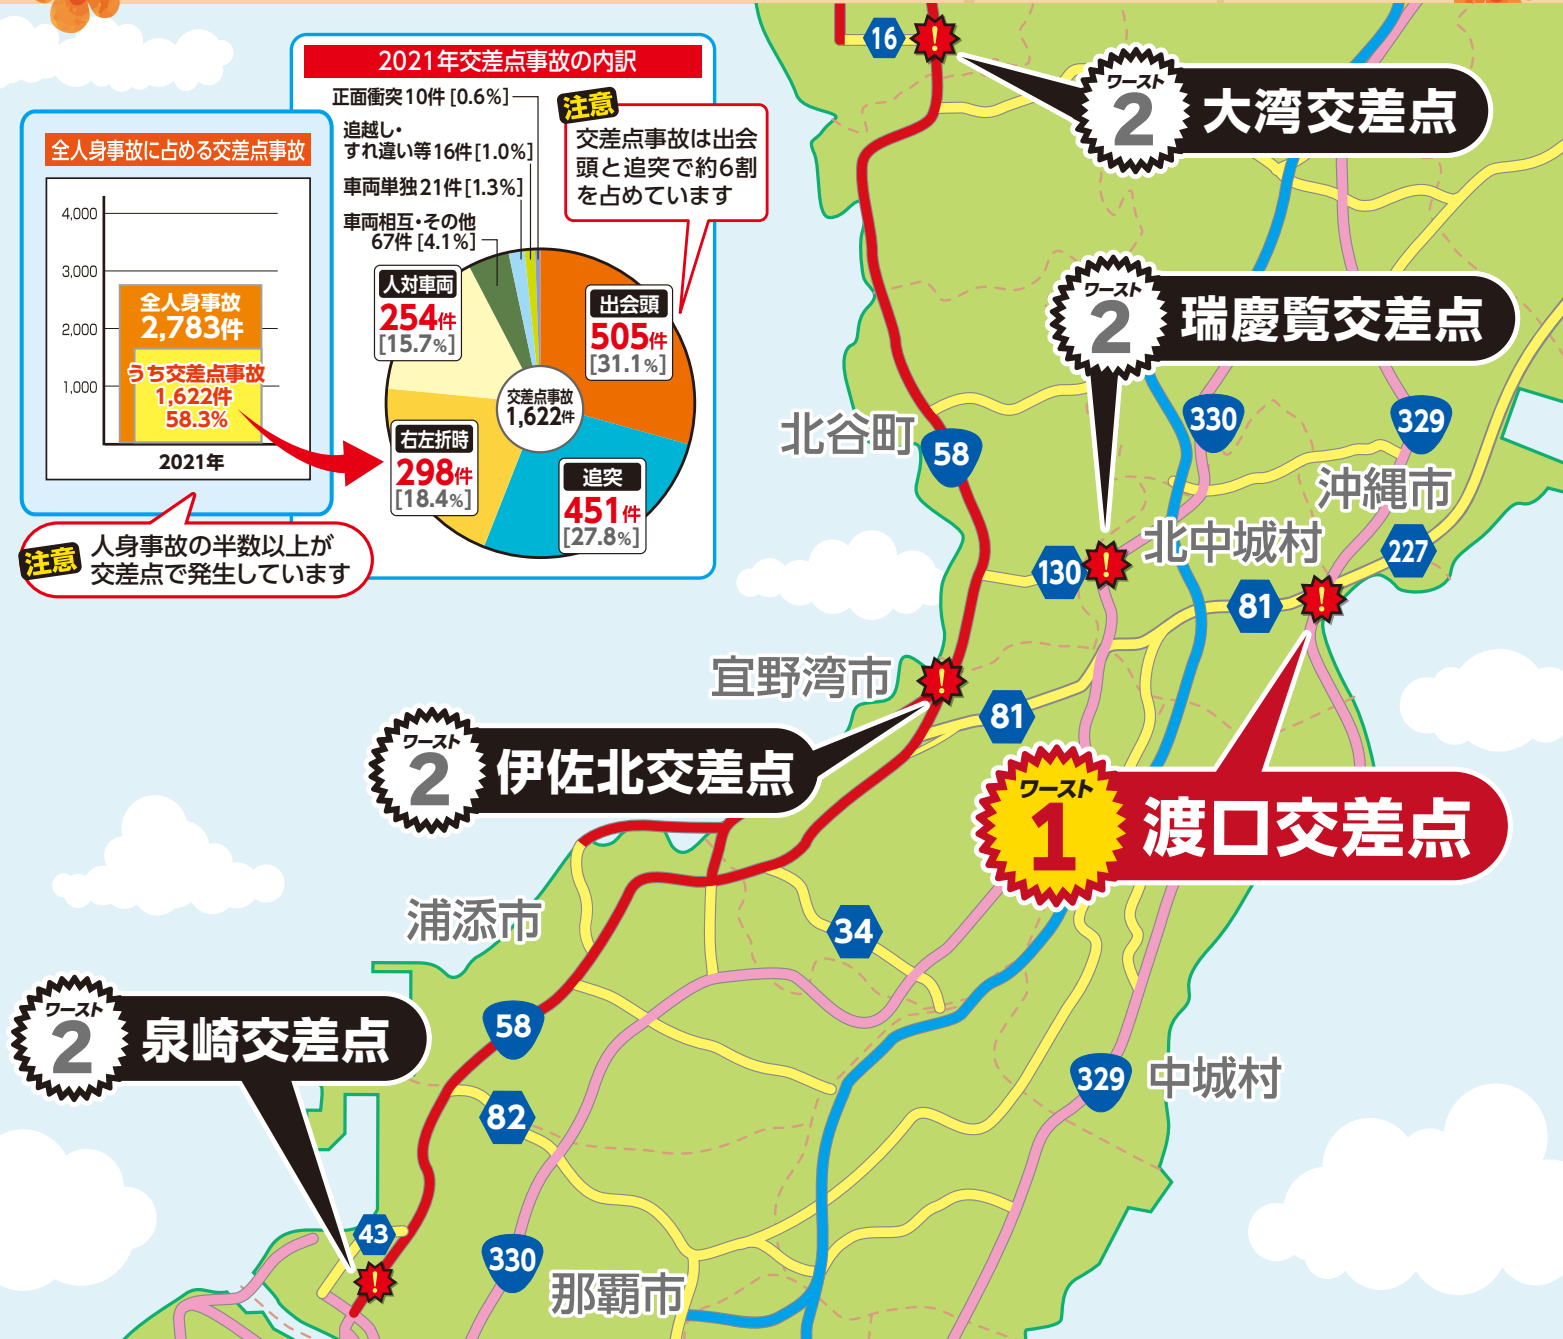 全人身事故に占める交差点事故
4,000
3,000
2,000
1,000
全人身事故
2,783件
うち交差点事故
1,622件
58.3%
2021年
注意
人身事故の半数以上が
交差点で発生しています
2021年交差点事故の内訳
正面衝突10件 [0.6%]
追越し・
すれ違い等16件[1.0%]
車両単独21件[1.3%]
車両相互・その他
67件 [4.1%]
人対車両
254件
[15.7%]
右左折時
298件
[18.4%]
追突
451件
[27.8%]
出会頭
505件
[31.1%]
交差点事故
1,622件
注意
交差点事故は出会
頭と追突で約6割
を占めています
16
!
ワースト
2
大湾交差点
ワースト
2
瑞慶覧交差点
330
329
北谷町
58
沖縄市
北中城村
227
130
!
81
!
宜野湾市
!
81
ワースト
2
伊佐北交差点
ワースト
1
渡口交差点
浦添市
34
58
ワースト
2
泉崎交差点
329
中城村
82
43
!
330
那覇市